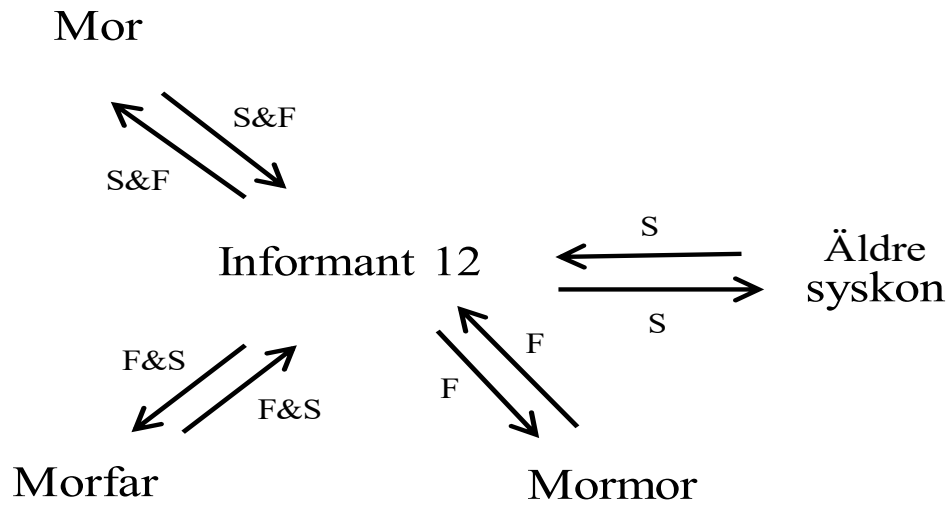 Mor
S&F
S&F
S
Informant 12
Äldre
syskon
S
F&S
F
F
F&S
Morfar
Mormor